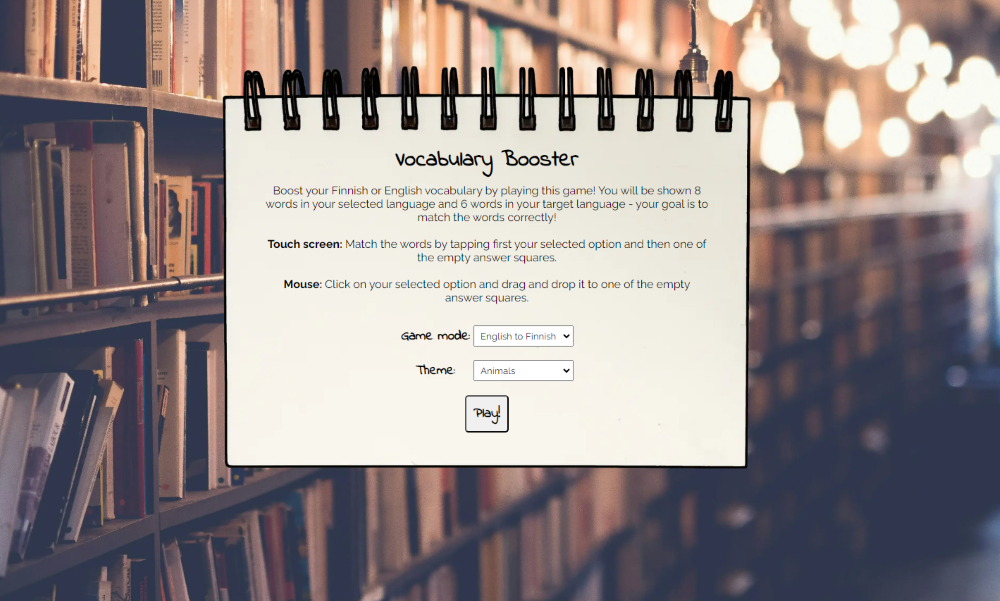 Vocabulary Booster
Boost your Finnish or English vocabulary by playing this game! You will be shown 8
words in your selected language and 6 words in your target language - your goal is to
match the words correctly!
Touch screen: Match the words by tapping first your selected option and then one of
the empty answer squares.
Mouse: Click on your selected option and drag and drop it to one of the empty
answer squares.
Game mode: English to Finnish
Theme: Animals
Play!